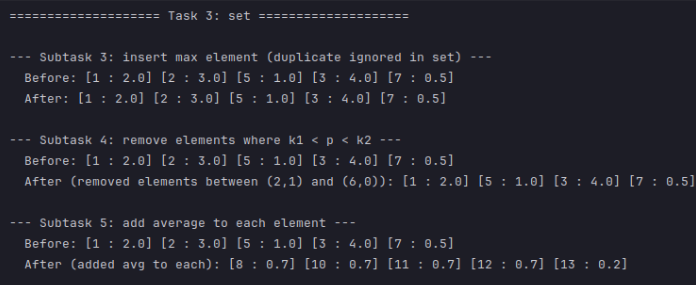 ==================== Task 3: set ====================
--- Subtask 3: insert max element (duplicate ignored in set) ---
Before: [1 : 2.0] [2 : 3.0] [5 : 1.0] [3 : 4.0] [7 : 0.5]
After: [1 : 2.0] [2 : 3.0] [5 : 1.0] [3 : 4.0] [7 : 0.5]
--- Subtask 4: remove elements where k1 < p < k2 ---
Before: [1 : 2.0] [2 : 3.0] [5 : 1.0] [3 : 4.0] [7 : 0.5]
After (removed elements between (2,1) and (6,0)): [1 : 2.0] [5 : 1.0] [3 : 4.0] [7 : 0.5]
--- Subtask 5: add average to each element ---
Before: [1 : 2.0] [2 : 3.0] [5 : 1.0] [3 : 4.0] [7 : 0.5]
After (added avg to each): [8 : 0.7] [10 : 0.7] [11 : 0.7] [12 : 0.7] [13 : 0.2]